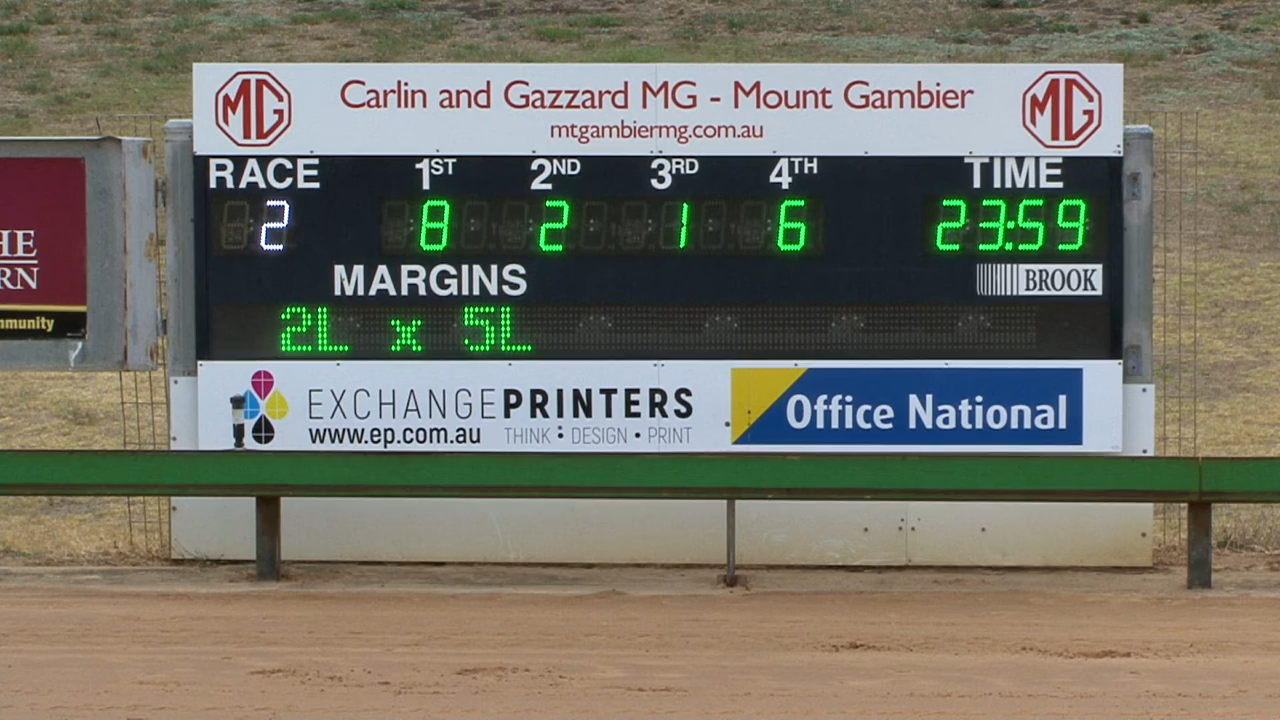 MG Carlin and Gazzard MG - Mount Gambier MG
mtgambiermg.com.au
RACE 1ST 2ND 3RD 4TH TIME
2 8 2 1 6 23:59
MARGINS
BROOK
2L x 5L
EXCHANGEPRINTERS
www.ep.com.au THINK : DESIGN • PRINT
Office National
HE
RN
mmunity